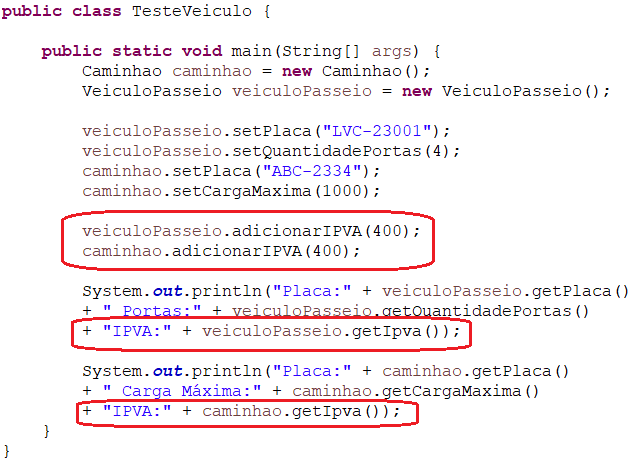 public class TesteVeiculo {
public static void main(String[] args) {
Caminhao caminhao = new Caminhao();
VeiculoPasseio veiculoPasseio = new VeiculoPasseio();
veiculoPasseio.setPlaca("LVC-23001");
veiculoPasseio.setQuantidadePortas(4);
caminhao.setPlaca("ABC-2334");
caminhao.setCargaMaxima(1000);
veiculoPasseio.adicionarIPVA(400);
caminhao.adicionarIPVA(400);
System.out.println("Placa:" + veiculoPasseio.getPlaca()
+ " Portas:" + veiculoPasseio.getQuantidadePortas()
+ "IPVA:" + veiculoPasseio.getIpva());
System.out.println("Placa:" + caminhao.getPlaca()
+ " Carga Máxima:" + caminhao.getCargaMaxima()
+ "IPVA:" + caminhao.getIpva());
}
}